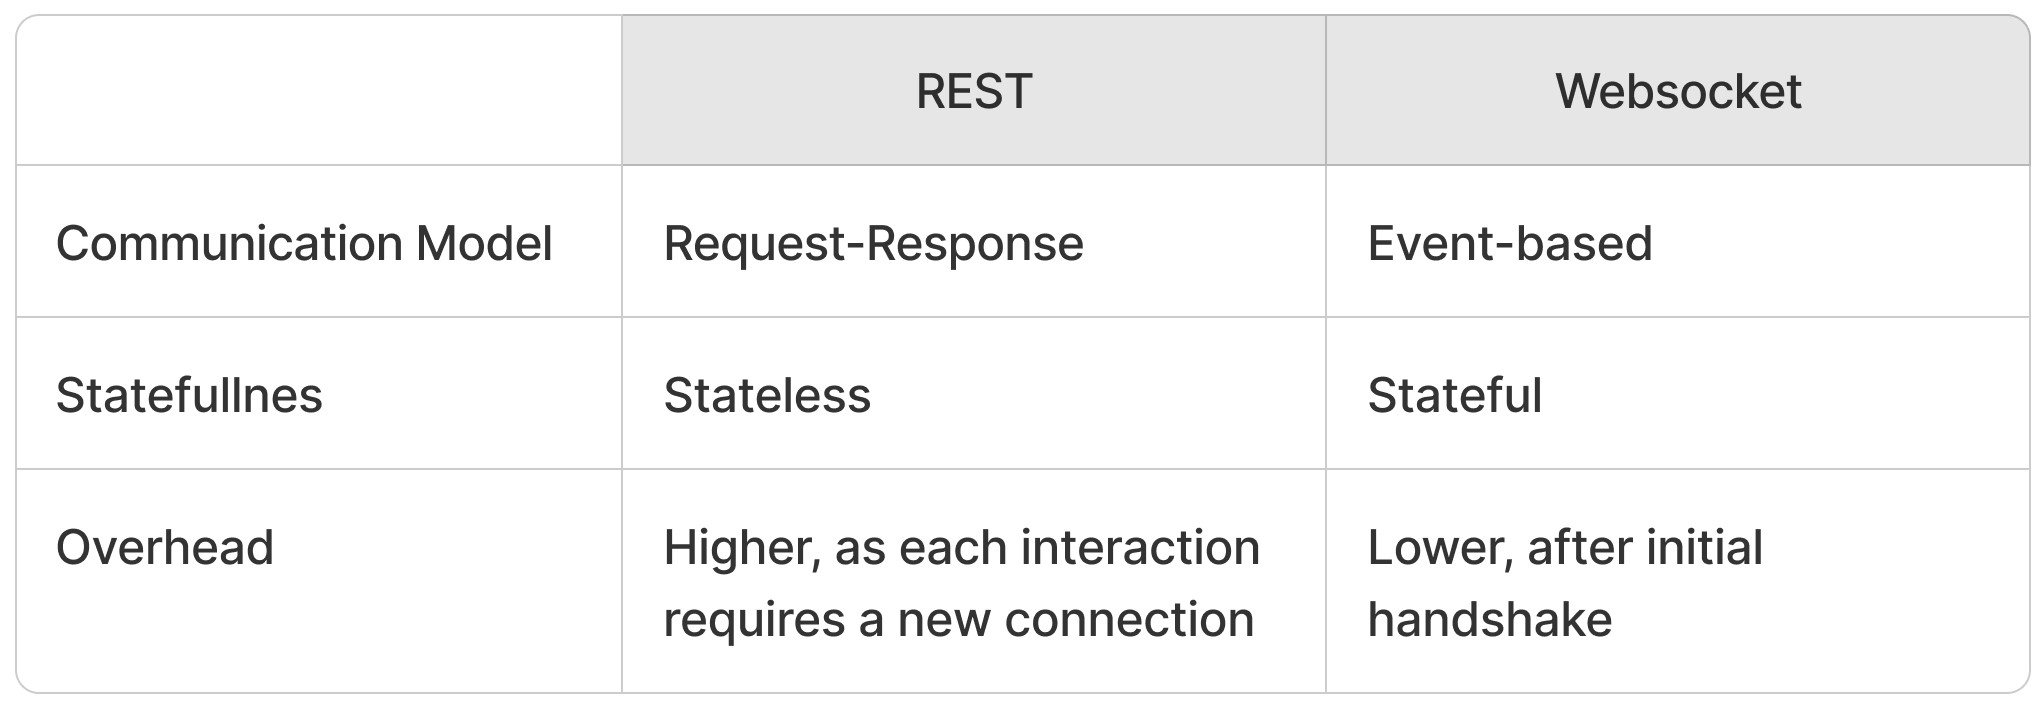 REST
Websocket
Communication Model
Request-Response
Event-based
Statefullnes
Stateless
Stateful
Overhead
Higher, as each interaction
requires a new connection
Lower, after initial
handshake